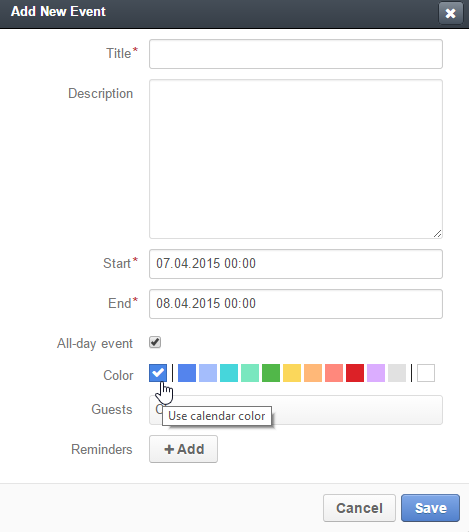 Add New Event
Title*
Description
Start* 07.04.2015 00:00
End* 08.04.2015 00:00
All-day event
Color
Guests
Use calendar color
Reminders + Add
Cancel Save